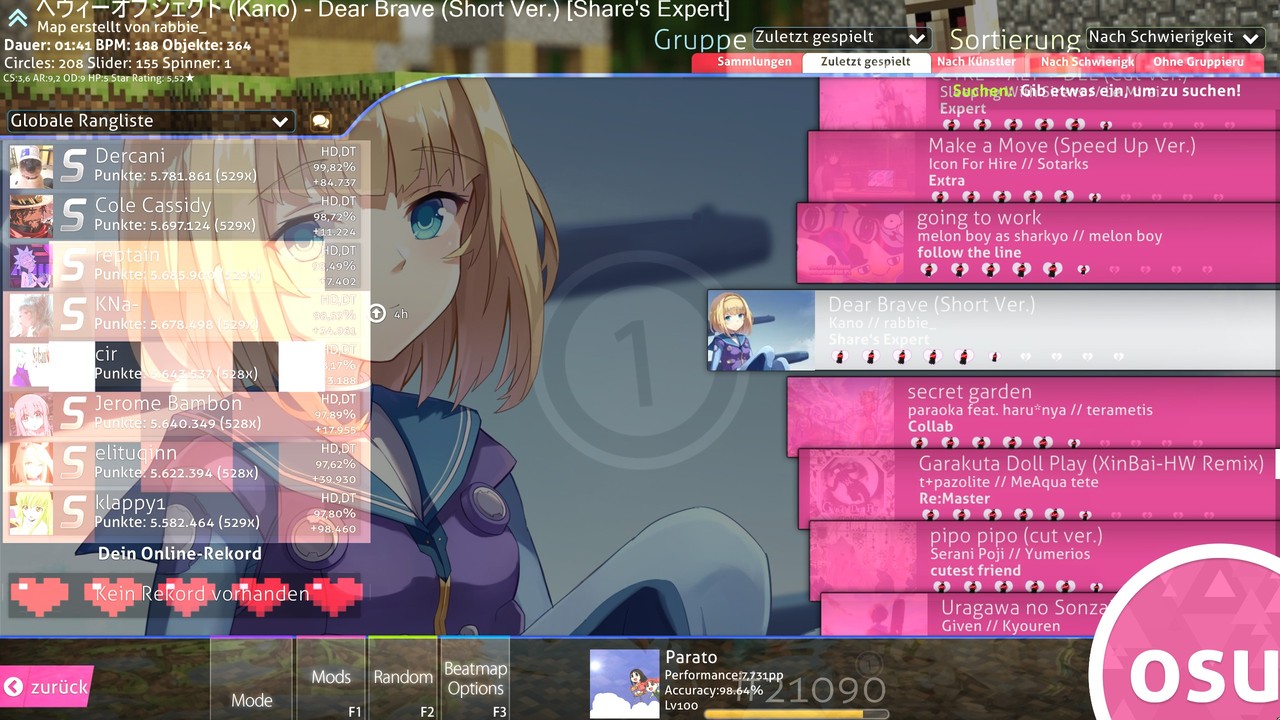 ヘヴィーオブジェクト (Kano) - Dear Brave (Short Ver.) [Share's Expert]
Map erstellt von rabbie_
Dauer: 01:41 BPM: 188 Objekte: 364
Circles: 208 Slider: 155 Spinner: 1
CS:3,6 AR:9,2 OD:9 HP:5 Star Rating: 5,52★
Gruppe
Zuletzt gespielt
Sortierung
Nach Schwierigkeit
Sammlungen
Zuletzt gespielt
Nach Künstler
Nach Schwierigk
Ohne Gruppieru
Suchen: Gib etwas ein, um zu suchen!
Globale Rangliste
Dercani
Punkte: 5.781.861 (529x)
HD,DT
99,82%
+84.737
Cole Cassidy
Punkte: 5.697.124 (529x)
HD,DT
98,72%
+11.224
reptain
Punkte: 5.685.900
HD,DT
KNa-
Punkte: 5.678.498 (529x)
HD,DT
4h
cir
Punkte:
(528x)
Jerome Bambon
Punkte: 5.640.349 (528x)
HD,DT
97,89%
+17.955
elituginn
Punkte: 5.622.394 (528x)
HD,DT
97,62%
+39.930
klappy1
Punkte: 5.582.464 (529x)
HD,DT
97,80%
+98.460
Dein Online-Rekord
Kein Rekord vorhanden
Expert
Make a Move (Speed Up Ver.)
Icon For Hire // Sotarks
Extra
going to work
melon boy as sharkyo // melon boy
follow the line
Dear Brave (Short Ver.)
Kano // rabbie_
Share's Expert
secret garden
paraoka feat. haru*nya // terametis
Collab
Garakuta Doll Play (XinBai-HW Remix)
t+pazolite // MeAqua tete
Re:Master
pipo pipo (cut ver.)
Serani Poji // Yumerios
cutest friend
Uragawa no Sonza
Given // Kyouren
1
zurück
Mode
Mods
F1
Random
F2
Beatmap
Options
F3
Parato
Performance:7.731pp
Accuracy:98.64%
Lv100
#21090
osu